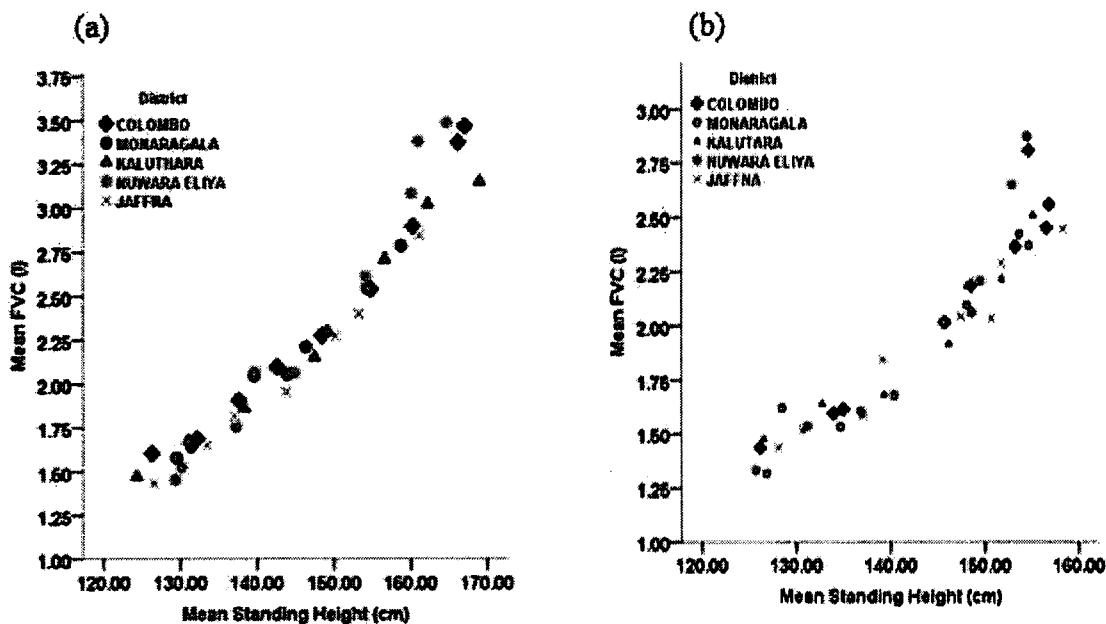 (a)
3.75
3.50
3.25
3.00
2.75
2.50
2.25
2.00
1.75
1.50
1.25
1.00
Mean FVC (l)
District
COLOMBO
MONARAGALA
KALUTHARA
NUWARA ELIYA
JAFFNA
120.00 130.00 140.00 150.00 160.00 170.00
Mean Standing Height (cm)
(b)
3.00
2.75
2.50
2.25
2.00
1.75
1.50
1.25
1.00
Mean FVC (l)
District
COLOMBO
MONARAGALA
KALUTARA
NUWARA ELIYA
JAFFNA
120.00 130.00 140.00 150.00 160.00
Mean Standing Height (cm)